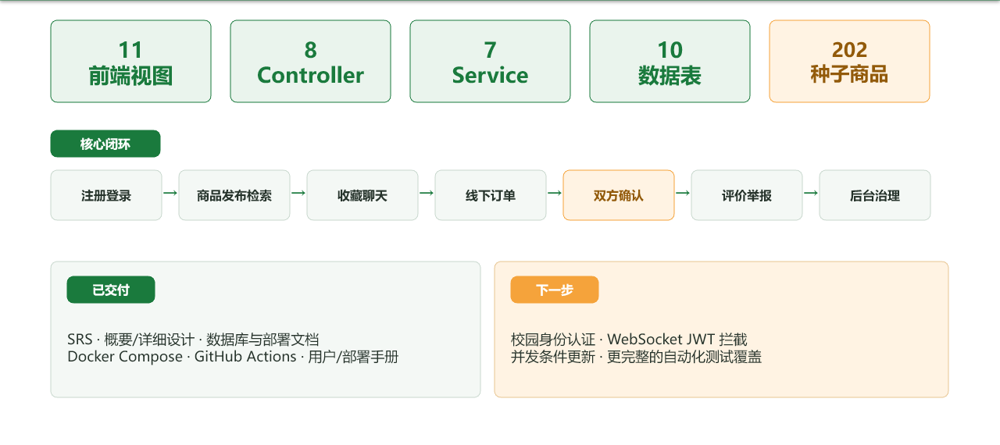 11
前端视图
8
Controller
7
Service
10
数据表
202
种子商品
核心闭环
注册登录
→
商品发布检索
→
收藏聊天
→
线下订单
→
双方确认
→
评价举报
→
后台治理
已交付
SRS · 概要/详细设计 · 数据库与部署文档
Docker Compose · GitHub Actions · 用户/部署手册
下一步
校园身份认证 · WebSocket JWT 拦截
并发条件更新 · 更完整的自动化测试覆盖